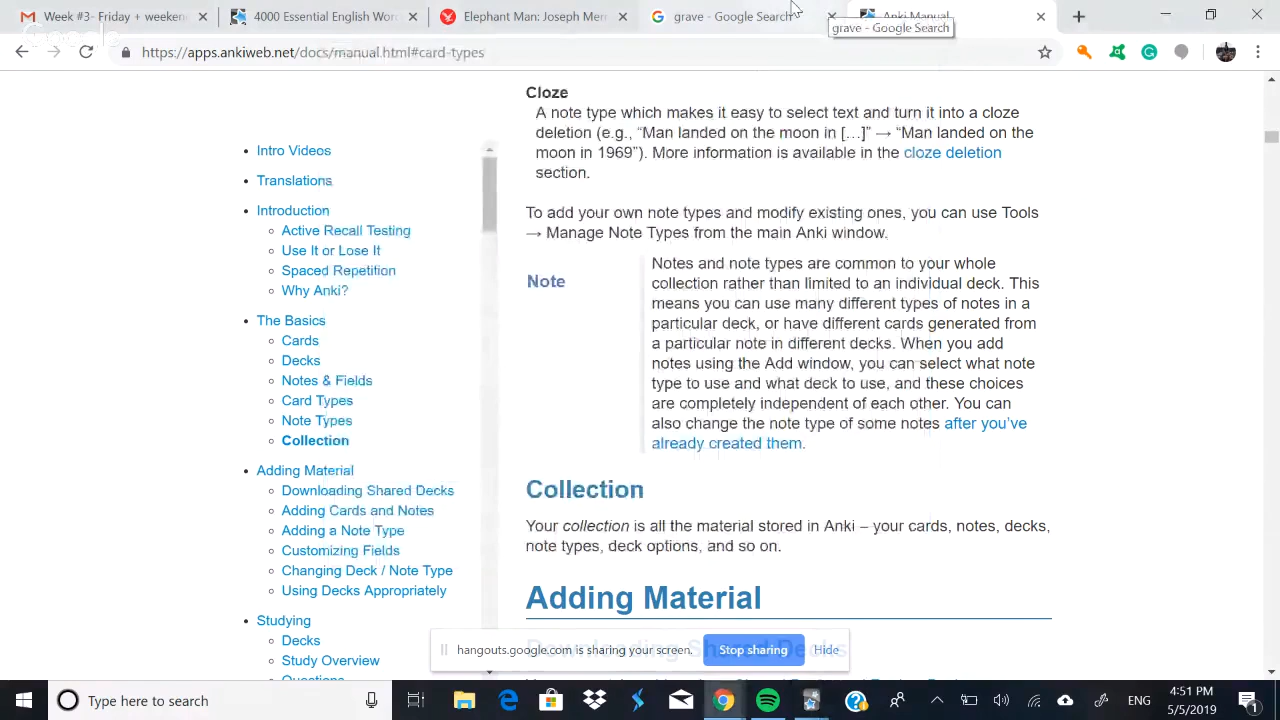 Week #3- Friday + weeken
4000 Essential English Wor
Elephant Man: Joseph Mer
grave - Google Search
Anki Manual
grave - Google Search
https://apps.ankiweb.net/docs/manual.html#card-types
Cloze
A note type which makes it easy to select text and turn it into a cloze
deletion (e.g., “Man landed on the moon in […]” → “Man landed on the
moon in 1969”). More information is available in the cloze deletion
section.
To add your own note types and modify existing ones, you can use Tools
→ Manage Note Types from the main Anki window.
Note
Notes and note types are common to your whole
collection rather than limited to an individual deck. This
means you can use many different types of notes in a
particular deck, or have different cards generated from
a particular note in different decks. When you add
notes using the Add window, you can select what note
type to use and what deck to use, and these choices
are completely independent of each other. You can
also change the note type of some notes after you’ve
already created them.
Collection
Your collection is all the material stored in Anki – your cards, notes, decks,
note types, deck options, and so on.
Adding Material
Downloading Shared Decks
Intro Videos
Translations
Introduction
Active Recall Testing
Use It or Lose It
Spaced Repetition
Why Anki?
The Basics
Cards
Decks
Notes & Fields
Card Types
Note Types
Collection
Adding Material
Downloading Shared Decks
Adding Cards and Notes
Adding a Note Type
Customizing Fields
Changing Deck / Note Type
Using Decks Appropriately
Studying
Decks
Study Overview
Questions
hangouts.google.com is sharing your screen.
Stop sharing
Hide
Type here to search
ENG
4:51 PM
5/5/2019
1